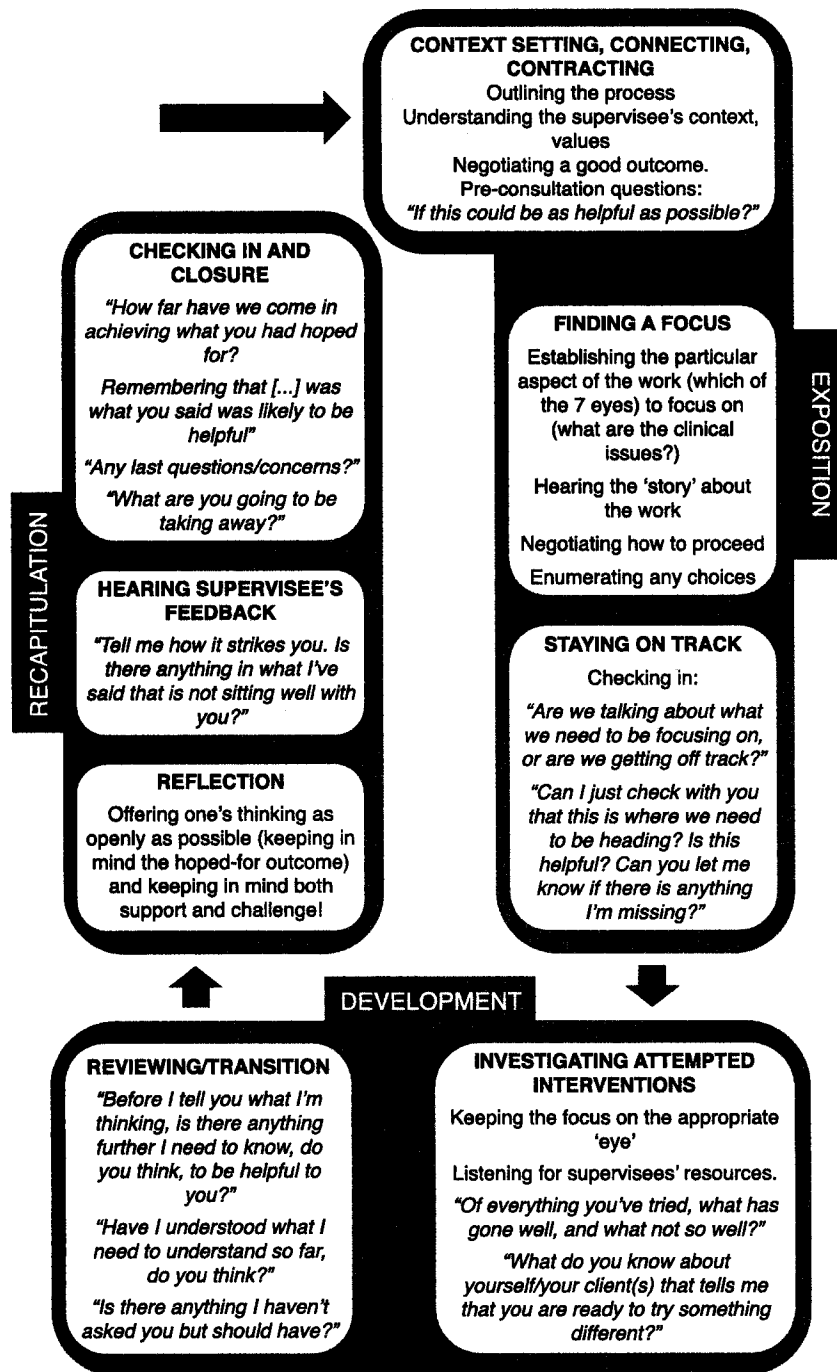 CONTEXT SETTING, CONNECTING,
CONTRACTING
Outlining the process
Understanding the supervisee's context,
values
Negotiating a good outcome.
Pre-consultation questions:
"If this could be as helpful as possible?"
EXPOSITION
FINDING A FOCUS
Establishing the particular
aspect of the work (which of
the 7 eyes) to focus on
(what are the clinical
issues?)
Hearing the 'story' about
the work
Negotiating how to proceed
Enumerating any choices
STAYING ON TRACK
Checking in:
"Are we talking about what
we need to be focusing on,
or are we getting off track?"
"Can I just check with you
that this is where we need
to be heading? Is this
helpful? Can you let me
know if there is anything
I'm missing?"
DEVELOPMENT
INVESTIGATING ATTEMPTED
INTERVENTIONS
Keeping the focus on the appropriate
'eye'
Listening for supervisees' resources.
"Of everything you've tried, what has
gone well, and what not so well?"
"What do you know about
yourself/your client(s) that tells me
that you are ready to try something
different?"
REVIEWING/TRANSITION
"Before I tell you what I'm
thinking, is there anything
further I need to know, do
you think, to be helpful to
you?"
"Have I understood what I
need to understand so far,
do you think?"
"Is there anything I haven't
asked you but should have?"
RECAPITULATION
REFLECTION
Offering one's thinking as
openly as possible (keeping in
mind the hoped-for outcome)
and keeping in mind both
support and challenge!
HEARING SUPERVISEE'S
FEEDBACK
"Tell me how it strikes you. Is
there anything in what I've
said that is not sitting well with
you?"
CHECKING IN AND
CLOSURE
"How far have we come in
achieving what you had hoped
for?
Remembering that [...] was
what you said was likely to be
helpful"
"Any last questions/concerns?"
"What are you going to be
taking away?"